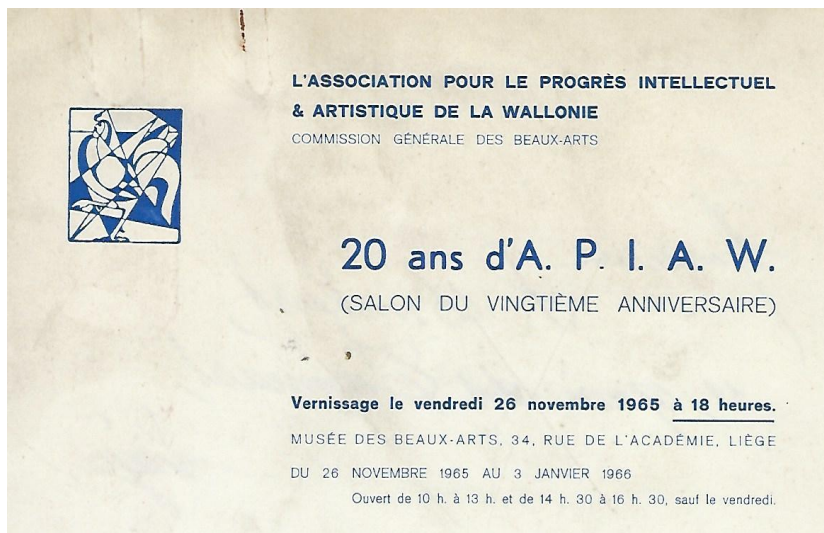 L'ASSOCIATION POUR LE PROGRÈS INTELLECTUEL
& ARTISTIQUE DE LA WALLONIE
COMMISSION GÉNÉRALE DES BEAUX-ARTS
20 ans d'A. P. I. A. W.
(SALON DU VINGTIÈME ANNIVERSAIRE)
Vernissage le vendredi 26 novembre 1965 à 18 heures.
MUSÉE DES BEAUX-ARTS, 34, RUE DE L'ACADÉMIE, LIÈGE
DU 26 NOVEMBRE 1965 AU 3 JANVIER 1966
Ouvert de 10 h. à 13 h. et de 14 h. 30 à 16 h. 30, sauf le vendredi.